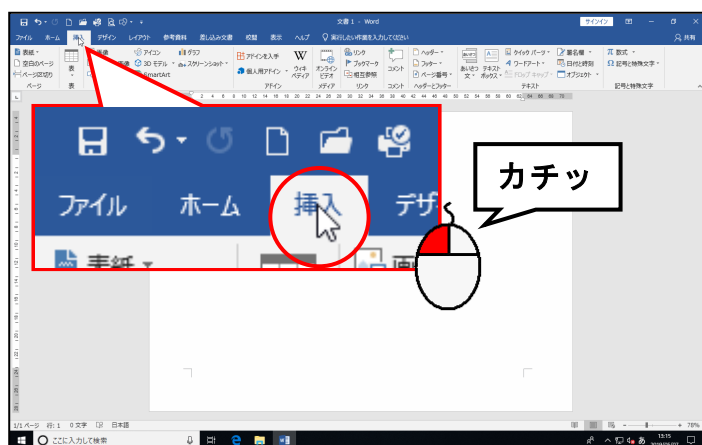 文書 1 - Word
サインイン
ファイル ホーム 挿入 デザイン レイアウト 参考資料 差し込み文書 校閲 表示 ヘルプ 実行したい作業を入力してください 共有
表紙
空白のページ
ページ区切り
ページ
表
表
アイコン
3D モデル
SmartArt
グラフ
スクリーンショット
アドインを入手
個人用アドイン
ウィキペディア
アドイン
オンラインビデオ
メディア
リンク
ブックマーク
相互参照
リンク
コメント
コメント
ヘッダー
フッター
ページ番号
ヘッダーとフッター
あいさつ文
テキストボックス
クイック パーツ
ワードアート
ドロップ キャップ
署名欄
日付と時刻
オブジェクト
テキスト
π 数式
Ω 記号と特殊文字
記号と特殊文字
ファイル ホーム 挿入 デザ
表紙
カチッ
1/1 ページ 行: 1 0 文字 日本語
78%
ここに入力して検索
あ
13:15